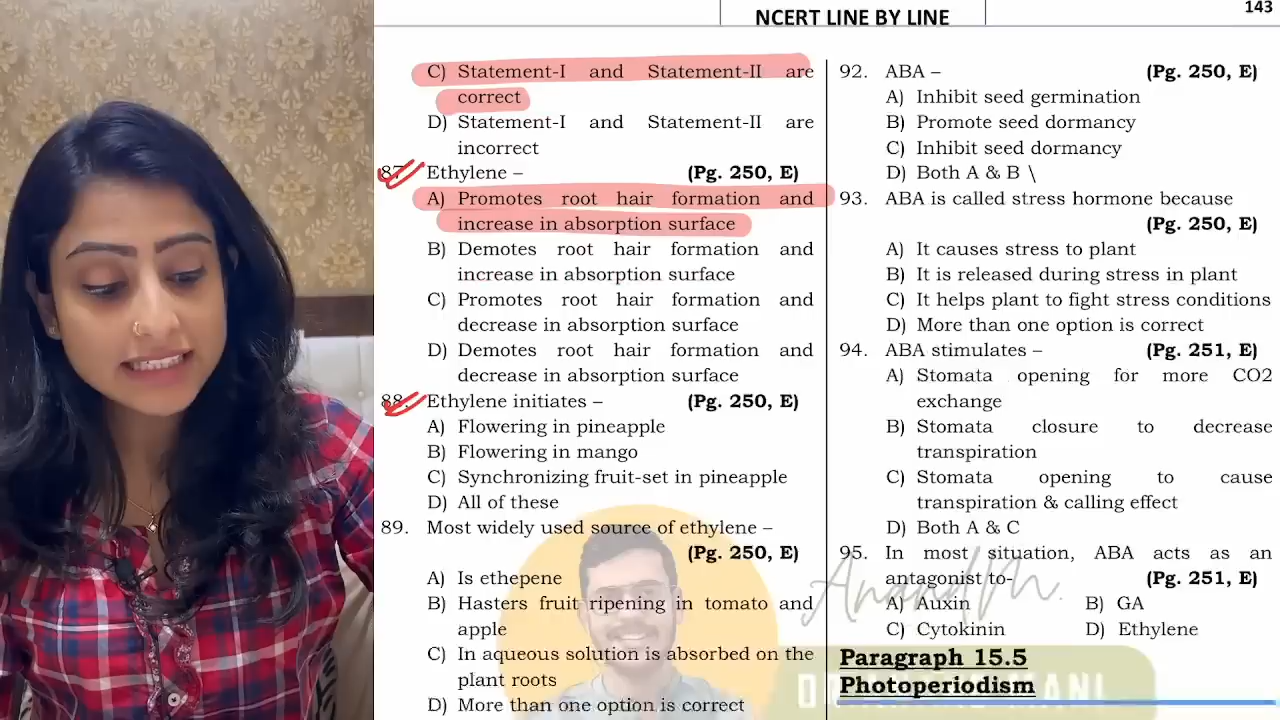 NCERT LINE BY LINE
143
C) Statement-I and Statement-II are
correct
D) Statement-I and Statement-II are
incorrect
87. Ethylene – (Pg. 250, E)
A) Promotes root hair formation and
increase in absorption surface
B) Demotes root hair formation and
increase in absorption surface
C) Promotes root hair formation and
decrease in absorption surface
D) Demotes root hair formation and
decrease in absorption surface
88. Ethylene initiates – (Pg. 250, E)
A) Flowering in pineapple
B) Flowering in mango
C) Synchronizing fruit-set in pineapple
D) All of these
89. Most widely used source of ethylene –
(Pg. 250, E)
A) Is ethepene
B) Hasters fruit ripening in tomato and
apple
C) In aqueous solution is absorbed on the
plant roots
D) More than one option is correct
92. ABA – (Pg. 250, E)
A) Inhibit seed germination
B) Promote seed dormancy
C) Inhibit seed dormancy
D) Both A & B \
93. ABA is called stress hormone because
(Pg. 250, E)
A) It causes stress to plant
B) It is released during stress in plant
C) It helps plant to fight stress conditions
D) More than one option is correct
94. ABA stimulates – (Pg. 251, E)
A) Stomata opening for more CO2
exchange
B) Stomata closure to decrease
transpiration
C) Stomata opening to cause
transpiration & calling effect
D) Both A & C
95. In most situation, ABA acts as an
antagonist to- (Pg. 251, E)
A) Auxin B) GA
C) Cytokinin D) Ethylene
Paragraph 15.5
Photoperiodism
Anand M.